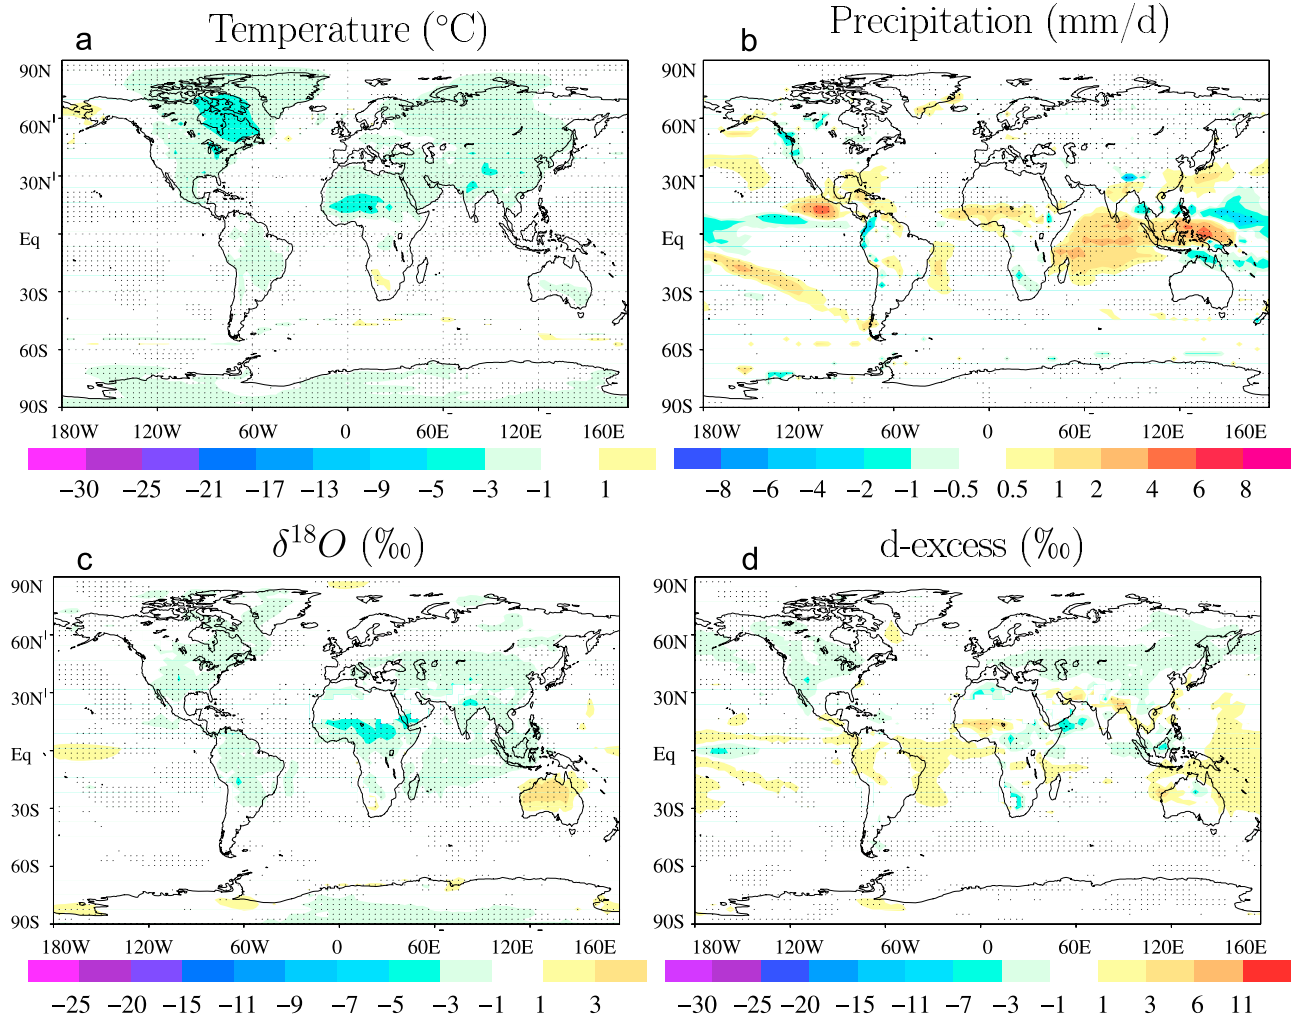 a Temperature (°C)
90N
60N
30N
Eq
30S
60S
90S
180W 120W 60W 0 60E 120E 160E
−30 −25 −21 −17 −13 −9 −5 −3 −1 1
b Precipitation (mm/d)
90N
60N
30N
Eq
30S
60S
90S
180W 120W 60W 0 60E 120E 160E
−8 −6 −4 −2 −1 −0.5 0.5 1 2 4 6 8
c δ¹⁸O (‰)
90N
60N
30N
Eq
30S
60S
90S
180W 120W 60W 0 60E 120E 160E
−25 −20 −15 −11 −9 −7 −5 −3 −1 1 3
d d-excess (‰)
90N
60N
30N
Eq
30S
60S
90S
180W 120W 60W 0 60E 120E 160E
−30 −25 −20 −15 −11 −7 −3 −1 1 3 6 11